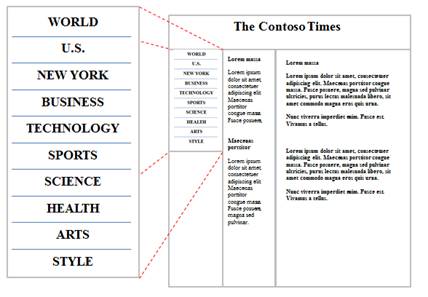 WORLD
U.S.
NEW YORK
BUSINESS
TECHNOLOGY
SPORTS
SCIENCE
HEALTH
ARTS
STYLE
The Contoso Times
WORLD
U.S.
NEW YORK
BUSINESS
TECHNOLOGY
SPORTS
SCIENCE
HEALTH
ARTS
STYLE
Lorem massa
Lorem ipsum
dolor sit amet,
consectetuer
adipiscing elit
Maecenas
porttitor
congue massa.
Fusce posuere,
Maecenas
porttitor
Lorem ipsum
dolor sit amet,
consectetuer
adipiscing elit
Maecenas
porttitor
congue massa.
Fusce posuere,
magna sed
pulvinar.
Lorem massa
Lorem ipsum dolor sit amet, consectetuer
adipiscing elit. Maecenas porttitor congue
massa. Fusce posuere, magna sed pulvinar
ultricies, purus lectus malesuada libero, sit
amet commodo magna eros quis urna.
Nunc viverra imperdiet enim. Fusce est.
Vivamus a tellus.
Lorem ipsum dolor sit amet, consectetuer
adipiscing elit. Maecenas porttitor congue
massa. Fusce posuere, magna sed pulvinar
ultricies, purus lectus malesuada libero, sit
amet commodo magna eros quis urna.
Nunc viverra imperdiet enim. Fusce est.
Vivamus a tellus.